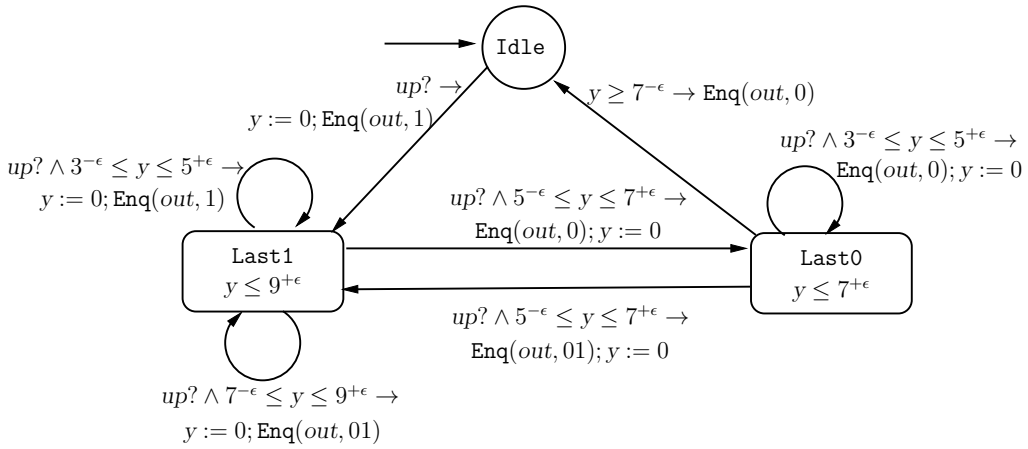 Idle
up? →
y := 0; Enq(out, 1)
y ≥ 7^{-ϵ} → Enq(out, 0)
up? ∧ 3^{-ϵ} ≤ y ≤ 5^{+ϵ} →
Enq(out, 0); y := 0
up? ∧ 3^{-ϵ} ≤ y ≤ 5^{+ϵ} →
y := 0; Enq(out, 1)
up? ∧ 5^{-ϵ} ≤ y ≤ 7^{+ϵ} →
Enq(out, 0); y := 0
Last1
y ≤ 9^{+ϵ}
Last0
y ≤ 7^{+ϵ}
up? ∧ 5^{-ϵ} ≤ y ≤ 7^{+ϵ} →
Enq(out, 01); y := 0
up? ∧ 7^{-ϵ} ≤ y ≤ 9^{+ϵ} →
y := 0; Enq(out, 01)